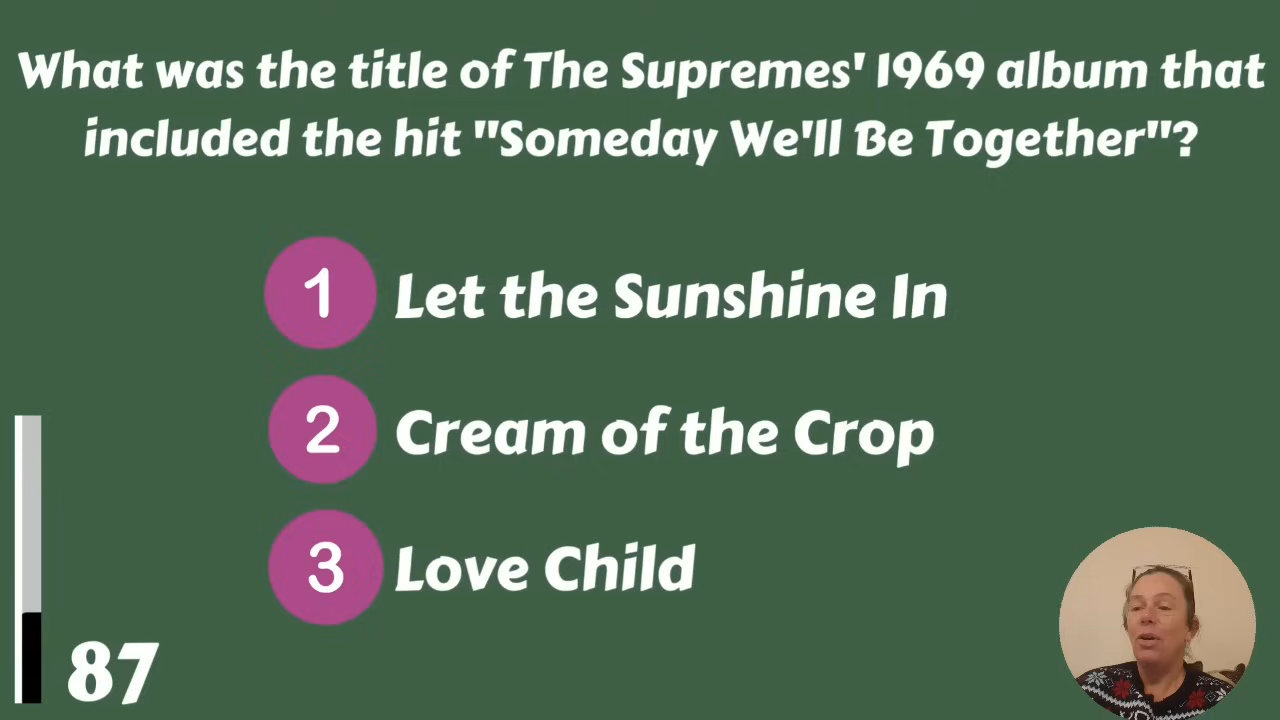 What was the title of The Supremes' 1969 album that
included the hit "Someday We'll Be Together"?
1 Let the Sunshine In
2 Cream of the Crop
3 Love Child
87